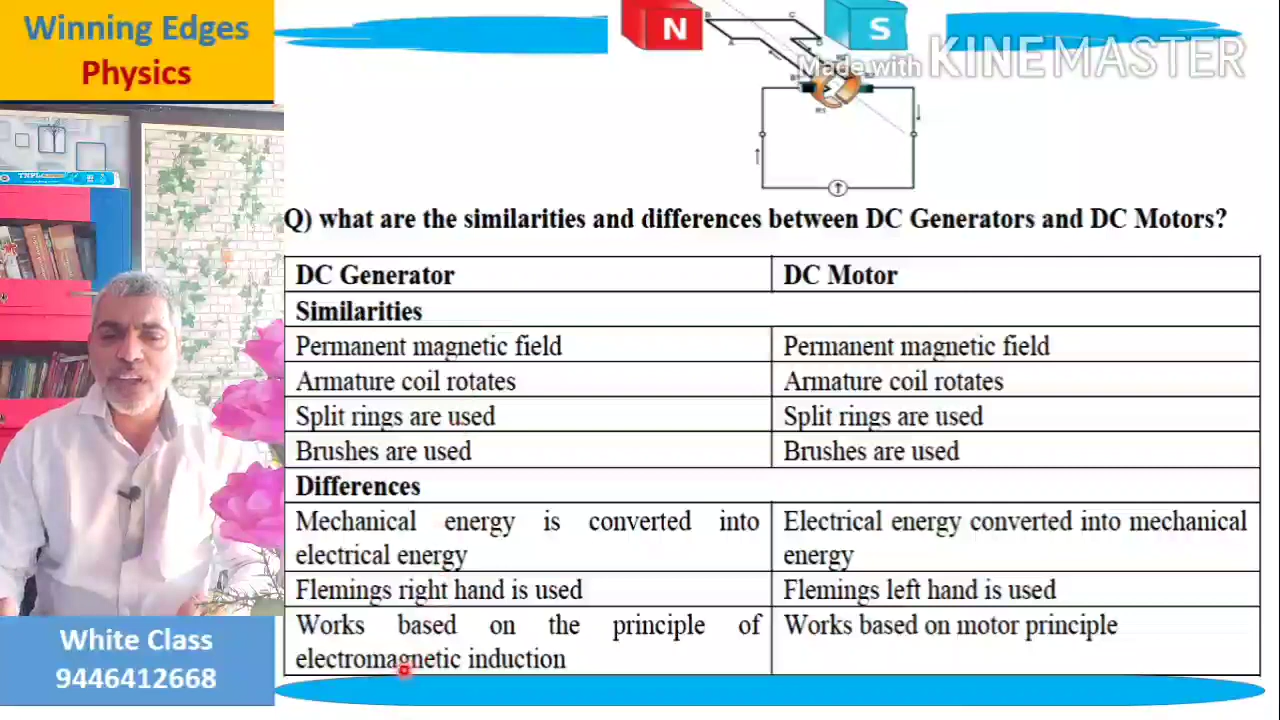 Winning Edges
Physics
N
S
Made with KINEMASTER
Q) what are the similarities and differences between DC Generators and DC Motors?
DC Generator
DC Motor
Similarities
Permanent magnetic field
Permanent magnetic field
Armature coil rotates
Armature coil rotates
Split rings are used
Split rings are used
Brushes are used
Brushes are used
Differences
Mechanical energy is converted into
electrical energy
Electrical energy converted into mechanical
energy
Flemings right hand is used
Flemings left hand is used
Works based on the principle of
electromagnetic induction
Works based on motor principle
White Class
9446412668